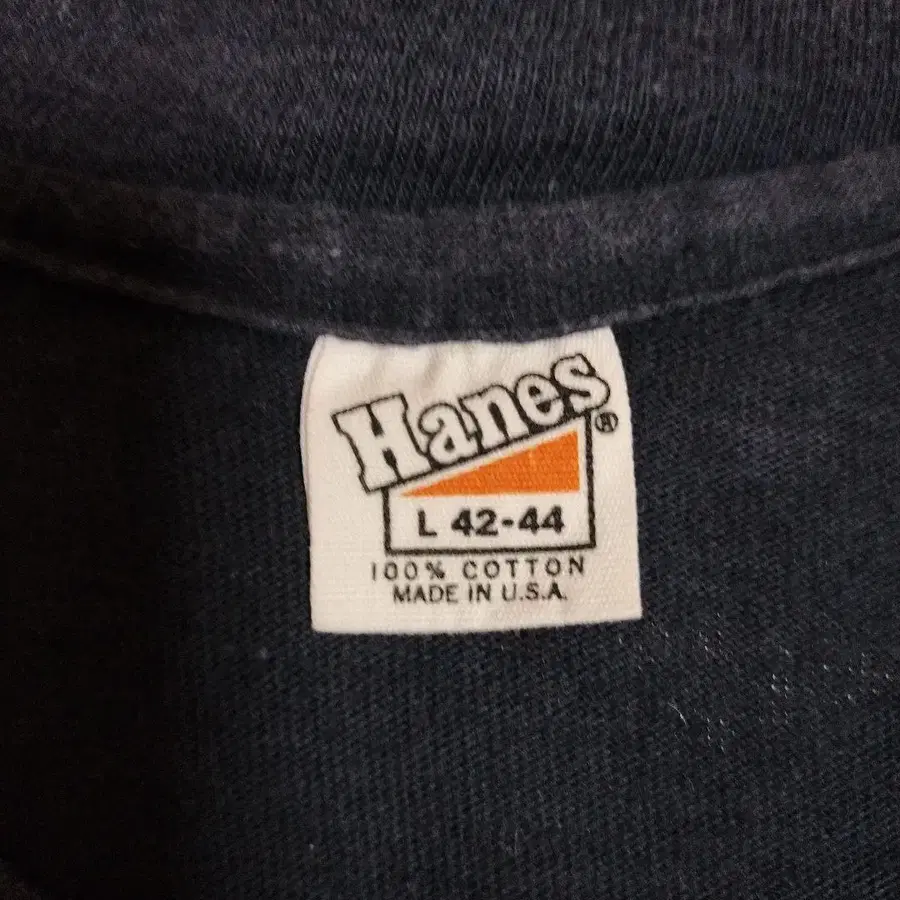 Hanes®
L 42-44
100% COTTON
MADE IN U.S.A.